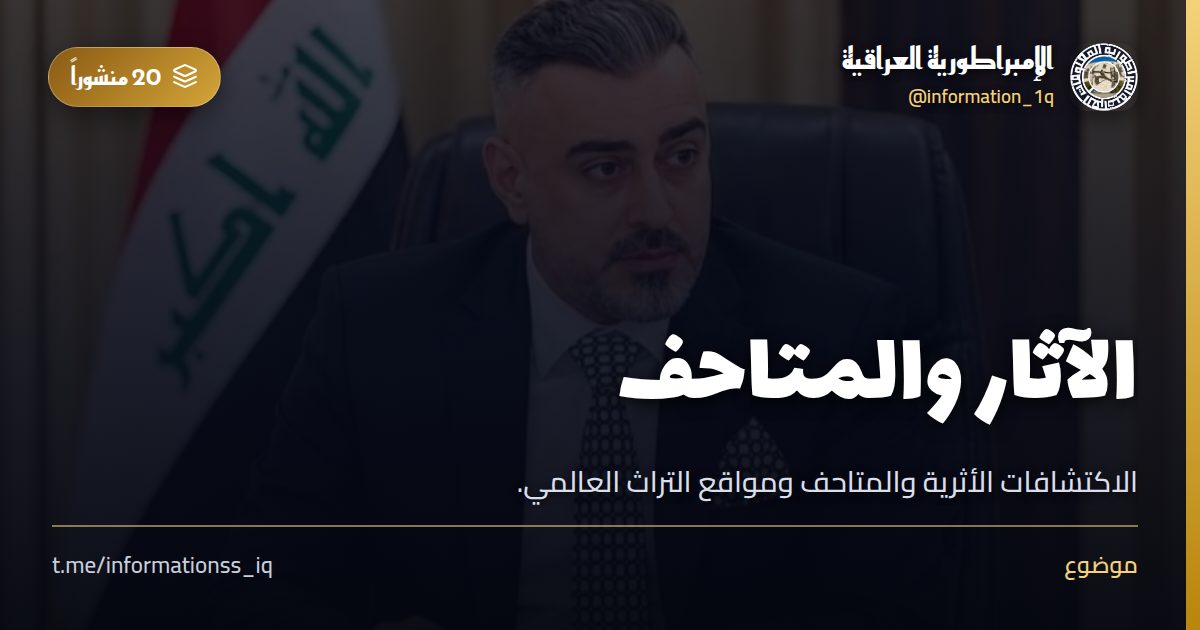 الإمبراطورية العراقية
@information_1q
20 منشوراً
الله اكبر
الآثار والمتاحف
الاكتشافات الأثرية والمتاحف ومواقع التراث العالمي.
موضوع
t.me/informationss_iq